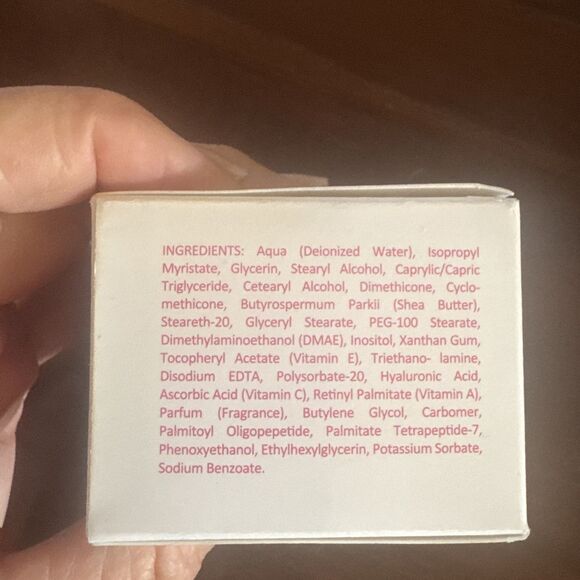 INGREDIENTS: Aqua (Deionized Water), Isopropyl
Myristate, Glycerin, Stearyl Alcohol, Caprylic/Capric
Triglyceride, Cetearyl Alcohol, Dimethicone, Cyclo-
methicone, Butyrospermum Parkii (Shea Butter),
Steareth-20, Glyceryl Stearate, PEG-100 Stearate,
Dimethylaminoethanol (DMAE), Inositol, Xanthan Gum,
Tocopheryl Acetate (Vitamin E), Triethano- lamine,
Disodium EDTA, Polysorbate-20, Hyaluronic Acid,
Ascorbic Acid (Vitamin C), Retinyl Palmitate (Vitamin A),
Parfum (Fragrance), Butylene Glycol, Carbomer,
Palmitoyl Oligopepetide, Palmitate Tetrapeptide-7,
Phenoxyethanol, Ethylhexylglycerin, Potassium Sorbate,
Sodium Benzoate.